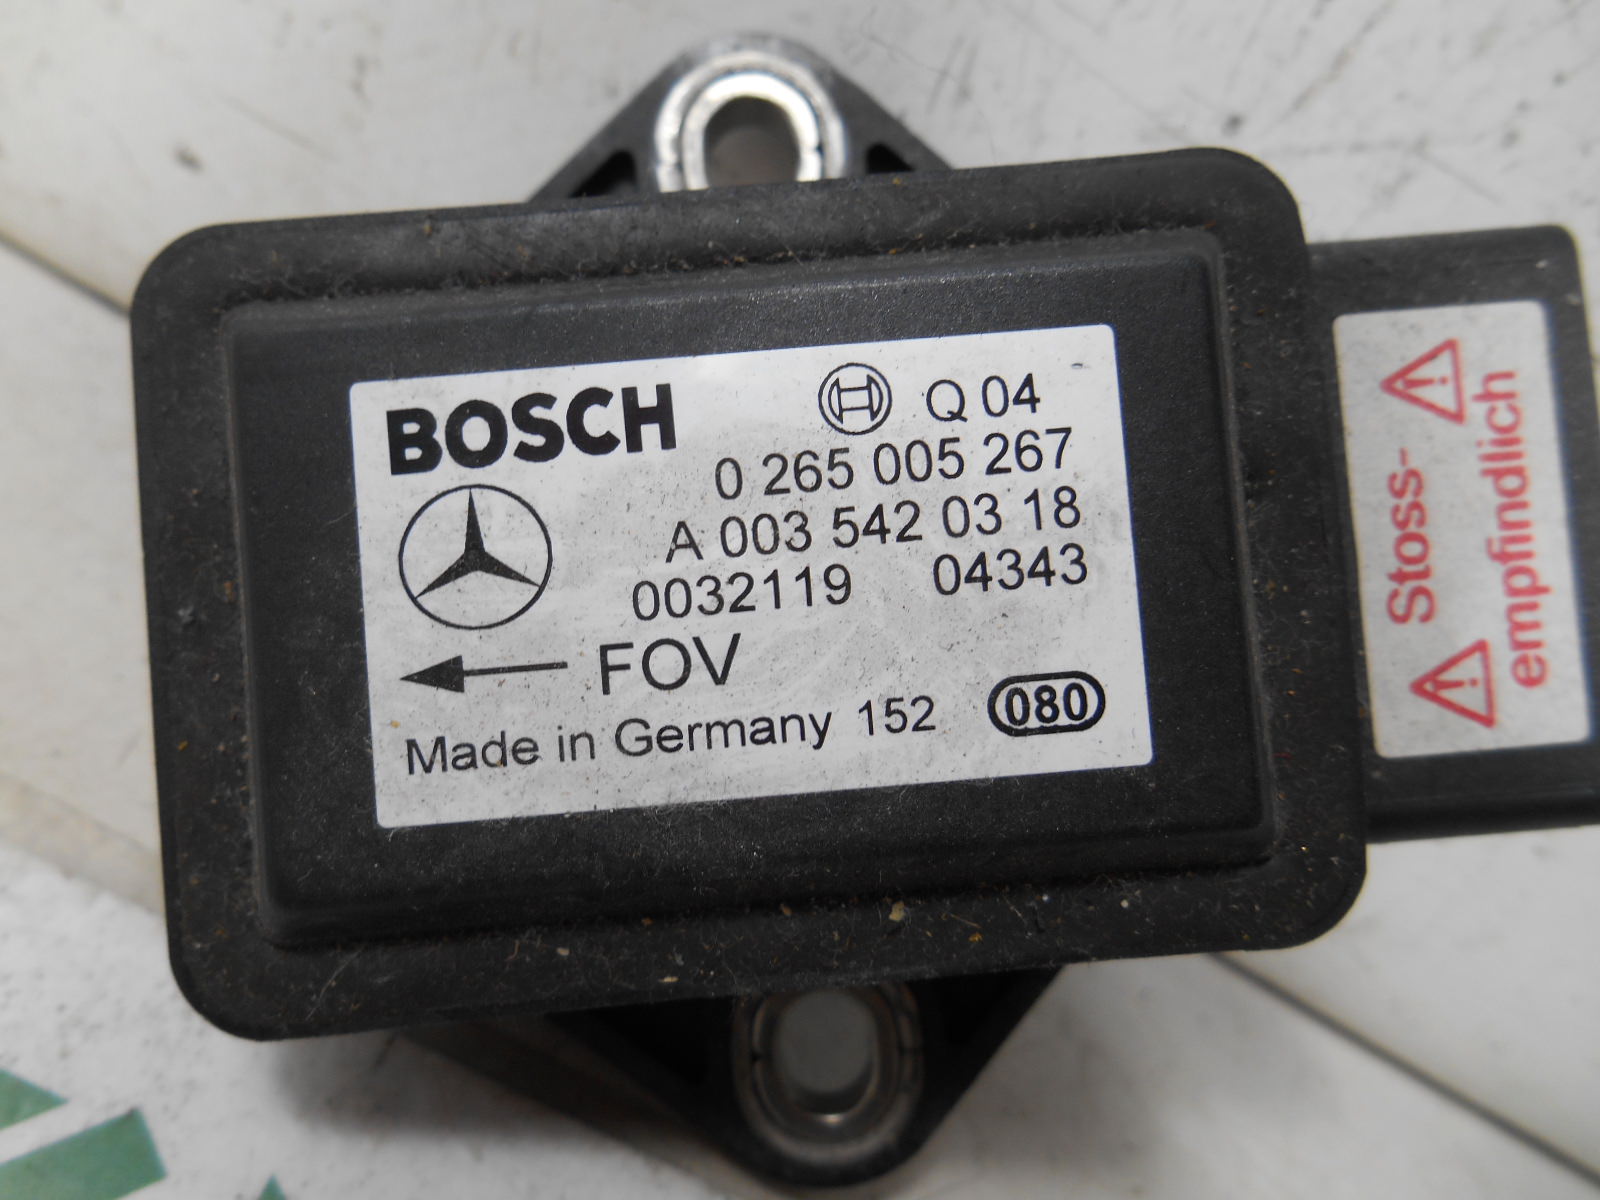 BOSCH Q 04
0 265 005 267
A 003 542 03 18
0032119 04343
FOV
Made in Germany 152 080
Stoss-
empfindlich